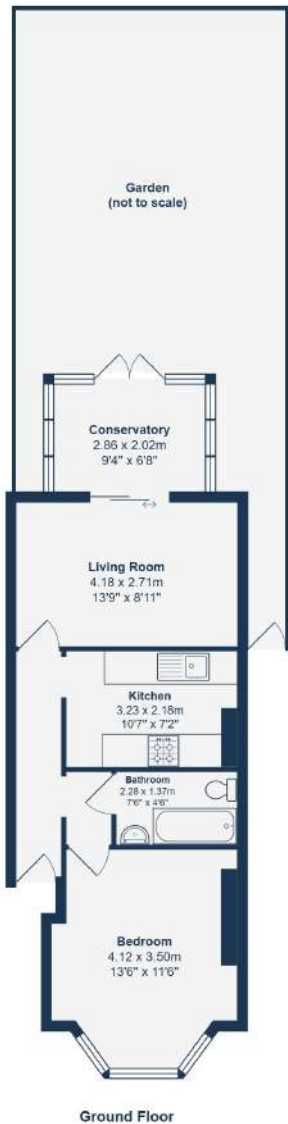 Garden
(not to scale)
Conservatory
2.86 x 2.02m
9'4" x 6'8"
Living Room
4.18 x 2.71m
13'9" x 8'11"
Kitchen
3.23 x 2.18m
10'7" x 7'2"
Bathroom
2.28 x 1.37m
7'6" x 4'6"
Bedroom
4.12 x 3.50m
13'6" x 11'6"
Ground Floor